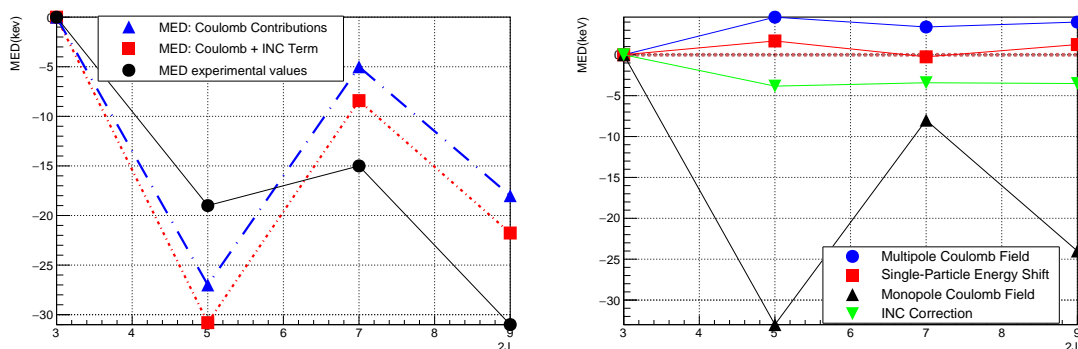 MED(kev)
0
MED: Coulomb Contributions
MED: Coulomb + INC Term
MED experimental values
−5
−10
−15
−20
−25
−30
3 4 5 6 7 8 9
MED(keV)
0
−5
−10
−15
−20
−25
−30
Multipole Coulomb Field
Single-Particle Energy Shift
Monopole Coulomb Field
INC Correction
3 4 5 6 7 8 9